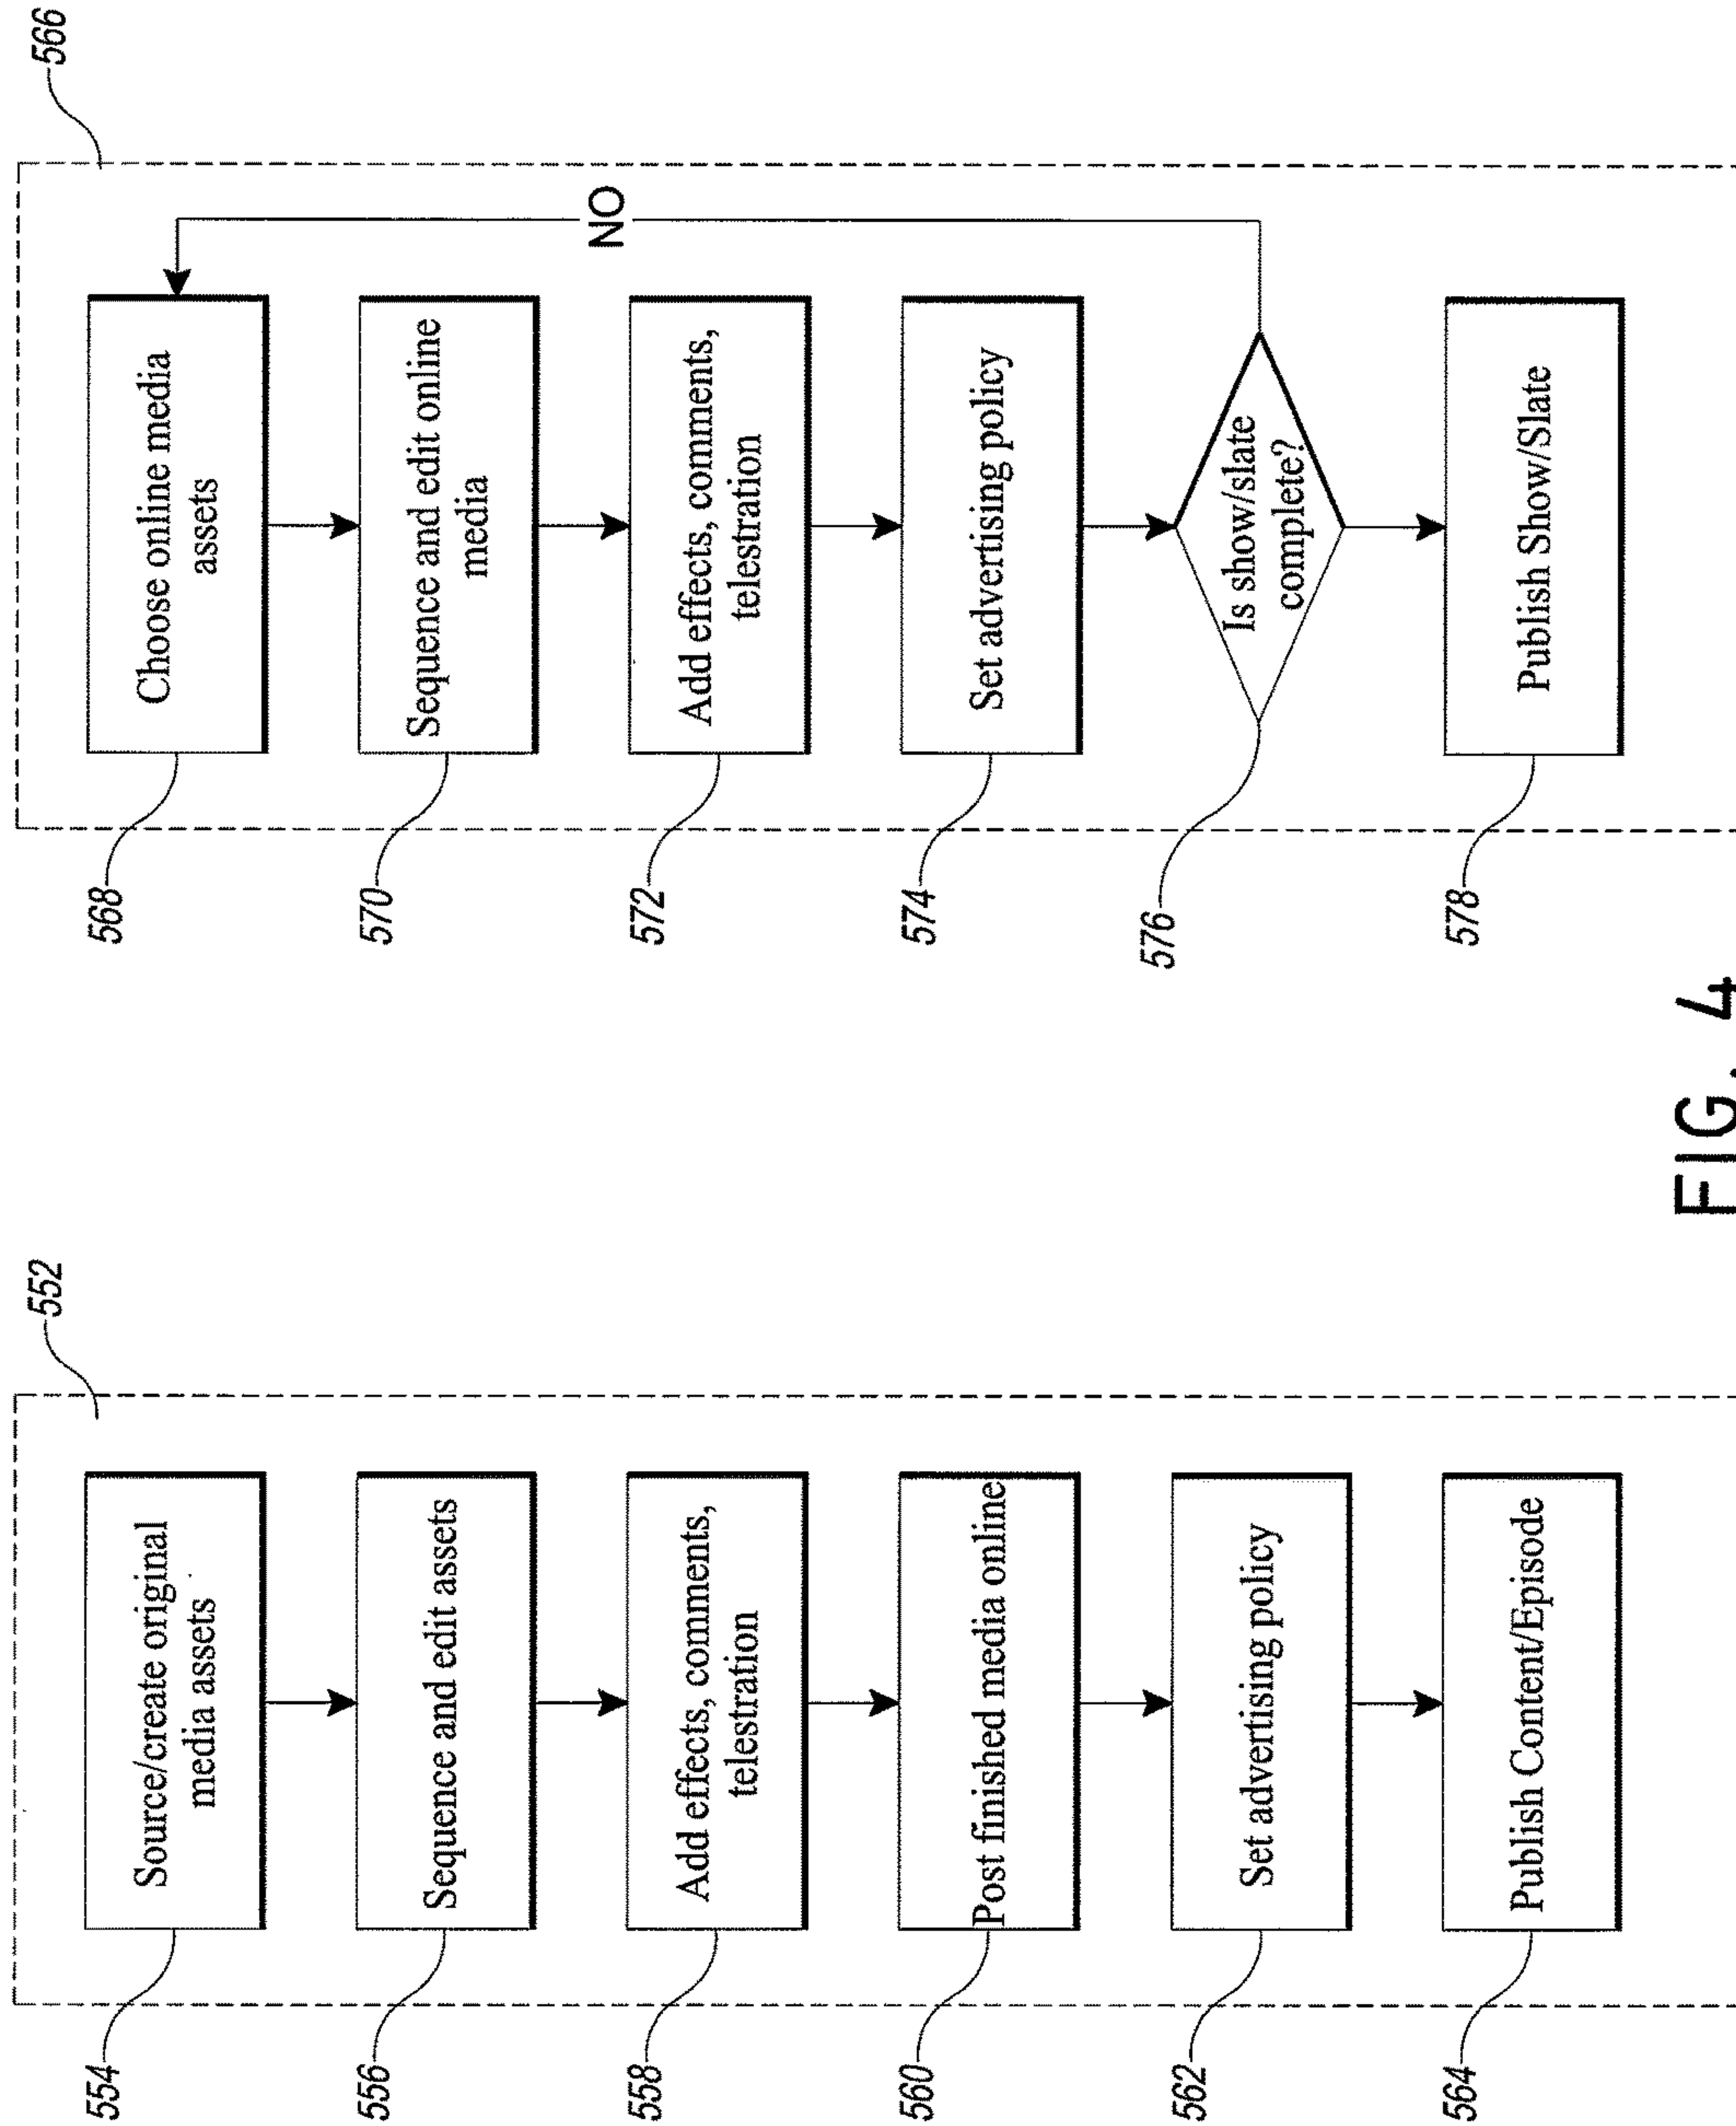 552
554
Source/create original
media assets
556
Sequence and edit assets
558
Add effects, comments,
telestration
560
Post finished media online
562
Set advertising policy
564
Publish Content/Episode
566
568
Choose online media
assets
570
Sequence and edit online
media
572
Add effects, comments,
telestration
574
Set advertising policy
576
Is show/slate
complete?
NO
578
Publish Show/Slate
FIG. 4